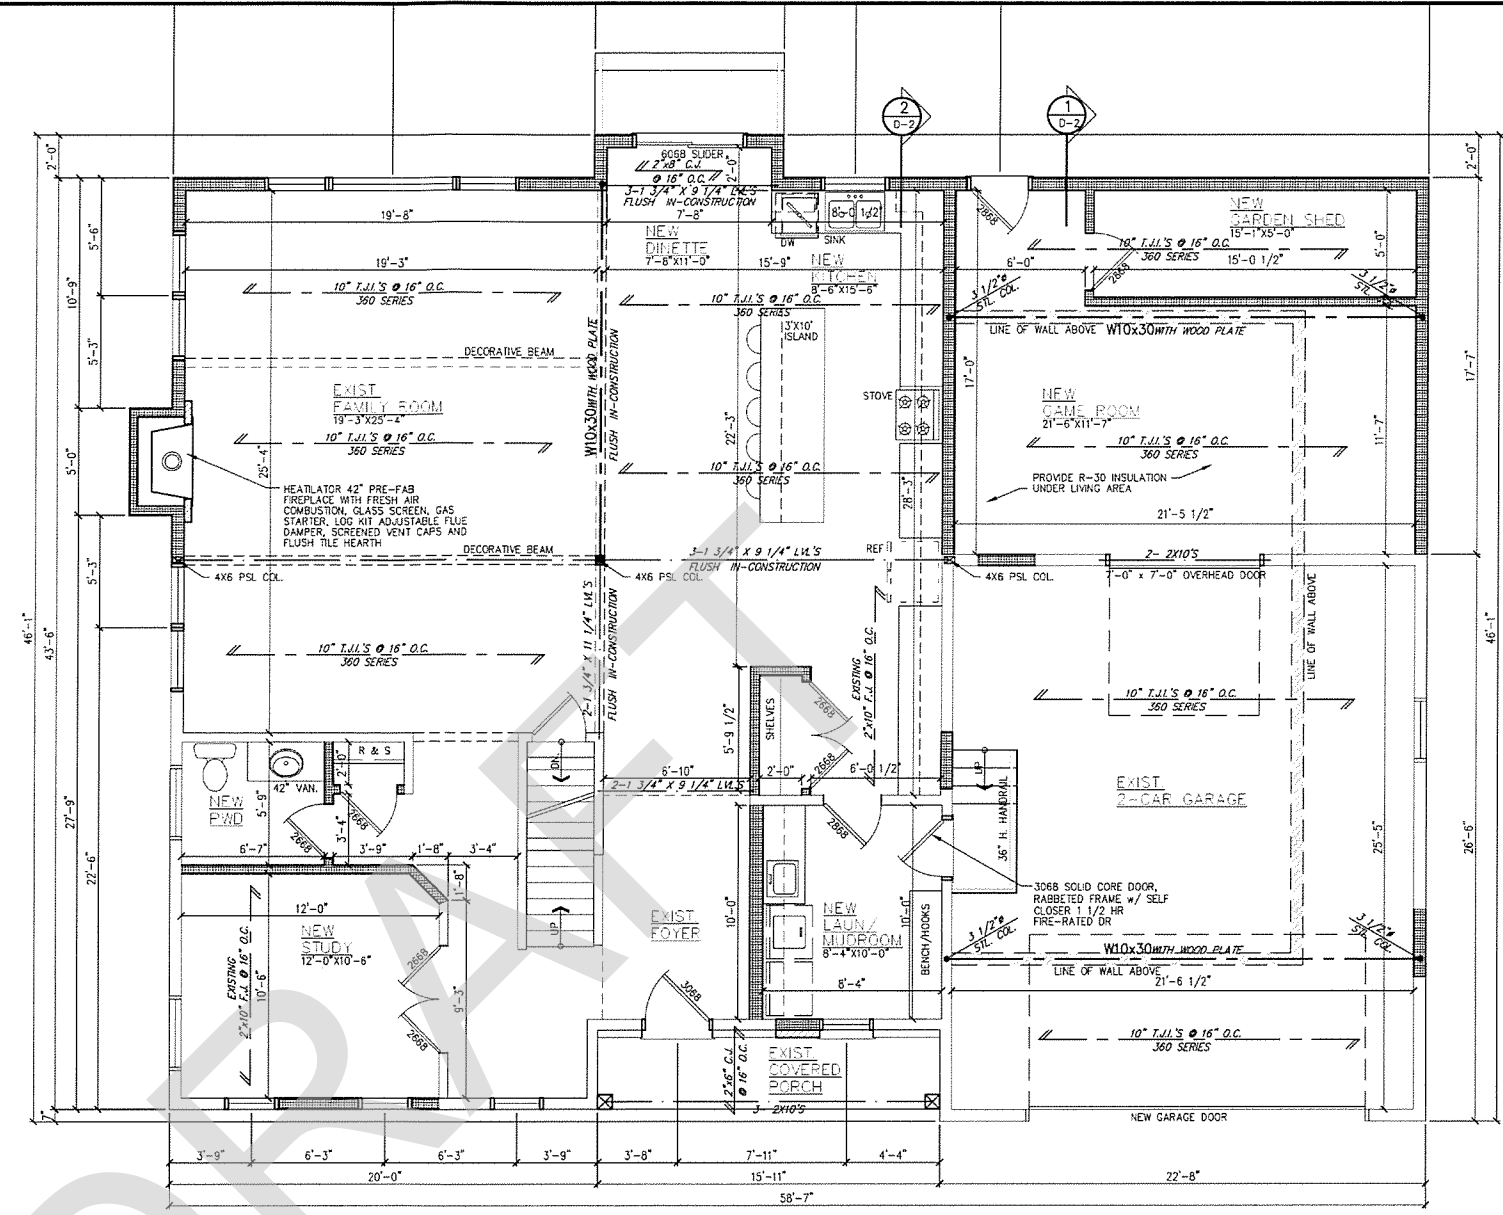 2
D-2
1
D-2
2'-0"
6068 SLIDER
2"x8" C.J.
@ 16" O.C.
2'-0"
3-1 3/4" X 9 1/4" LVL'S
FLUSH IN-CONSTRUCTION
2'-0"
19'-8"
7'-8"
8'-0 1/2"
DW
SINK
2868
NEW
GARDEN SHED
15'-1"X5'-0"
5'-0"
5'-6"
NEW
DINETTE
7'-8"X11'-0"
NEW
KITCHEN
8'-6"X15'-6"
10" T.J.I.'S @ 16" O.C.
360 SERIES
19'-3"
15'-9"
6'-0"
2668
15'-0 1/2"
10'-9"
10" T.J.I.'S @ 16" O.C.
360 SERIES
10" T.J.I.'S @ 16" O.C.
360 SERIES
3 1/2"ø
STL. COL.
3 1/2"ø
STL. COL.
W10x30 WITH WOOD PLATE
FLUSH IN-CONSTRUCTION
3'X10'
ISLAND
LINE OF WALL ABOVE
W10x30 WITH WOOD PLATE
5'-3"
DECORATIVE BEAM
17'-0"
17'-7"
EXIST.
FAMILY ROOM
19'-3"X25'-4"
STOVE
NEW
GAME ROOM
21'-6"X11'-7"
11'-7"
10" T.J.I.'S @ 16" O.C.
360 SERIES
22'-3"
10" T.J.I.'S @ 16" O.C.
360 SERIES
5'-0"
25'-4"
10" T.J.I.'S @ 16" O.C.
360 SERIES
PROVIDE R-30 INSULATION
UNDER LIVING AREA
HEATILATOR 42" PRE-FAB
FIREPLACE WITH FRESH AIR
COMBUSTION, GLASS SCREEN, GAS
STARTER, LOG KIT ADJUSTABLE FLUE
DAMPER, SCREENED VENT CAPS AND
FLUSH TILE HEARTH
28'-3"
21'-5 1/2"
DECORATIVE BEAM
3-1 3/4" X 9 1/4" LVL'S
FLUSH IN-CONSTRUCTION
REF
2- 2X10'S
7'-0" x 7'-0" OVERHEAD DOOR
4X6 PSL COL.
4X6 PSL COL.
4X6 PSL COL.
5'-3"
46'-1"
43'-6"
2-1 3/4" X 11 1/4" LVL'S
FLUSH IN-CONSTRUCTION
LINE OF WALL ABOVE
46'-1"
10" T.J.I.'S @ 16" O.C.
360 SERIES
EXISTING
2"x10" F.J. @ 16" O.C.
10" T.J.I.'S @ 16" O.C.
360 SERIES
SHELVES
2668
5'-9 1/2"
R & S
2'-0"
DN.
42" VAN.
6'-10"
2'-0"
2668
6'-0 1/2"
2-1 3/4" X 9 1/4" LVL'S
UP
36" H. HANDRAIL
EXIST.
2-CAR GARAGE
NEW
PWD
5'-9"
2668
2668
3'-4"
2868
27'-9"
22'-6"
25'-5"
26'-6"
6'-7"
3'-9"
1'-8"
3'-4"
1'-8"
3068 SOLID CORE DOOR,
RABBETED FRAME w/ SELF
CLOSER 1 1/2 HR
FIRE-RATED DR
12'-0"
NEW
STUDY
12'-0"X10'-6"
EXISTING
2"x10" F.J. @ 16" O.C.
10'-6"
2668
9'-3"
UP
EXIST.
FOYER
10'-0"
NEW
LAUN/
MUDROOM
8'-4"X10'-0"
10'-0"
BENCH/HOOKS
3 1/2"ø
STL. COL.
3 1/2"ø
STL. COL.
W10x30 WITH WOOD PLATE
LINE OF WALL ABOVE
3068
8'-4"
21'-6 1/2"
2668
10" T.J.I.'S @ 16" O.C.
360 SERIES
2"x6" C.J.
@ 16" O.C.
EXIST.
COVERED
PORCH
3- 2X10'S
7"
NEW GARAGE DOOR
3'-9"
6'-3"
6'-3"
3'-9"
3'-8"
7'-11"
4'-4"
20'-0"
15'-11"
22'-8"
58'-7"
DRAFT